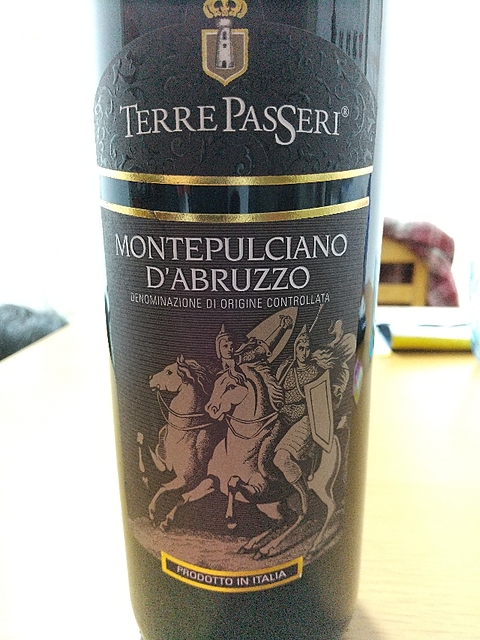 TERRE PASSERI®
MONTEPULCIANO
D'ABRUZZO
DENOMINAZIONE DI ORIGINE CONTROLLATA
PRODOTTO IN ITALIA